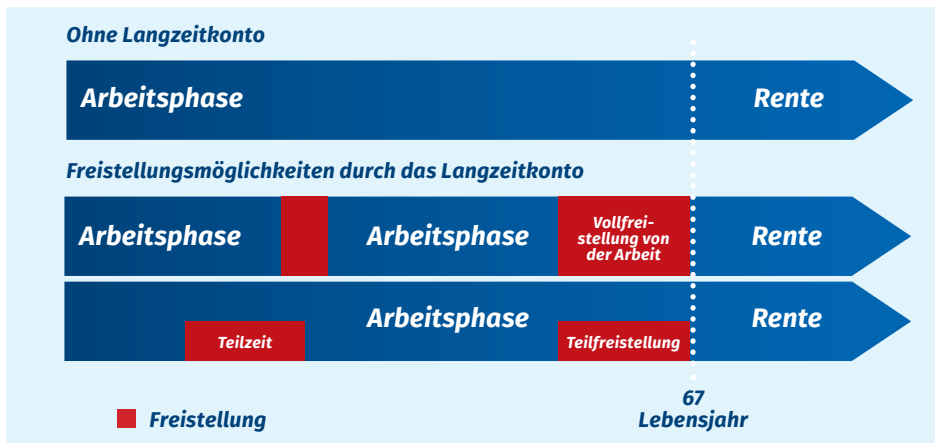 Ohne Langzeitkonto
Arbeitsphase
Rente
Freistellungsmöglichkeiten durch das Langzeitkonto
Arbeitsphase
Arbeitsphase
Vollfrei-
stellung von
der Arbeit
Rente
Arbeitsphase
Rente
Teilzeit
Teilfreistellung
67
Lebensjahr
Freistellung